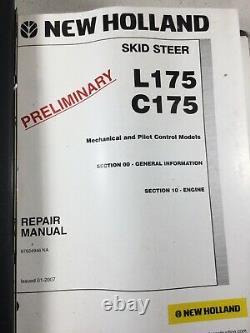 NEW HOLLAND
SKID STEER
PRELIMINARY
L175
C175
Mechanical and Pilot Control Models
SECTION 00 - GENERAL INFORMATION
SECTION 10 - ENGINE
REPAIR
MANUAL
Issued 01-2007
NEW HOLLAND